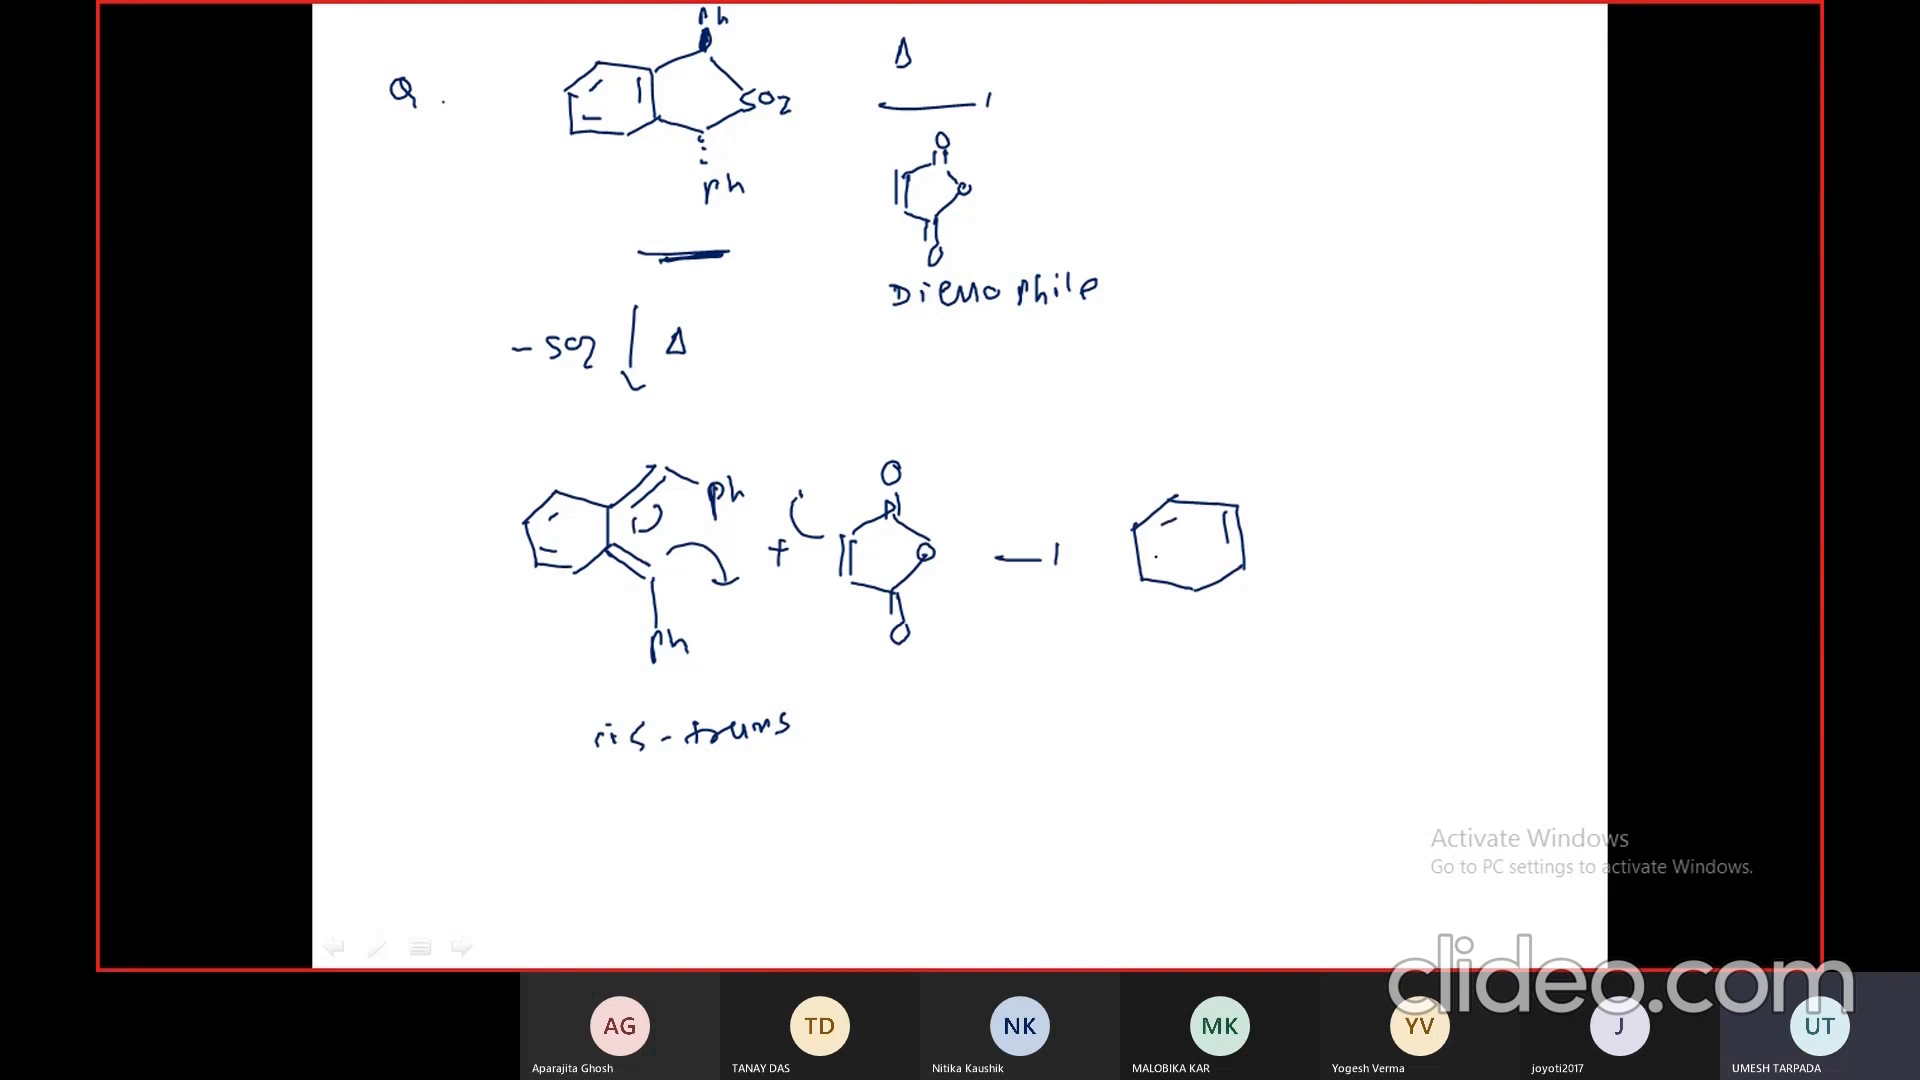 Ph
Δ
Q.
SO2
O
O
Ph
O
Dienophile
- SO2
Δ
O
Ph
+
O
Ph
O
cis-trans
Activate Windows
Go to PC settings to activate Windows.
clideo.com
AG
TD
NK
MK
YV
J
UT
Aparajita Ghosh
TANAY DAS
Nitika Kaushik
MALOBIKA KAR
Yogesh Verma
joyoti2017
UMESH TARPADA